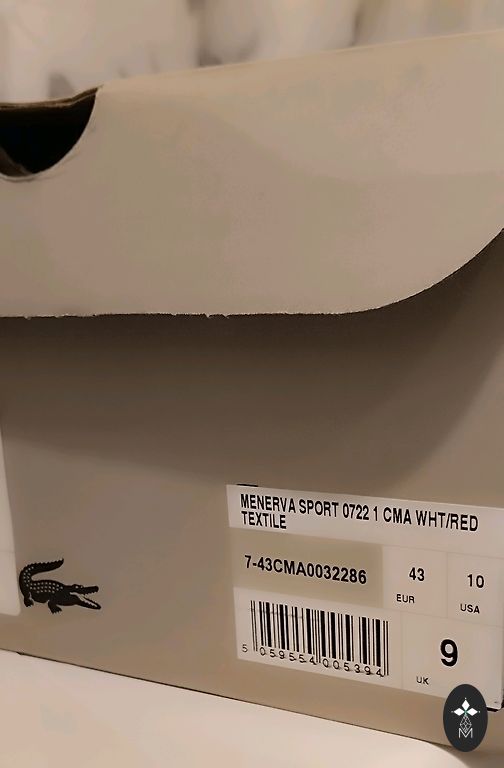 MENERVA SPORT 0722 1 CMA WHT/RED
TEXTILE
7-43CMA0032286
43
EUR
10
USA
5 059554 005394
9
UK
M